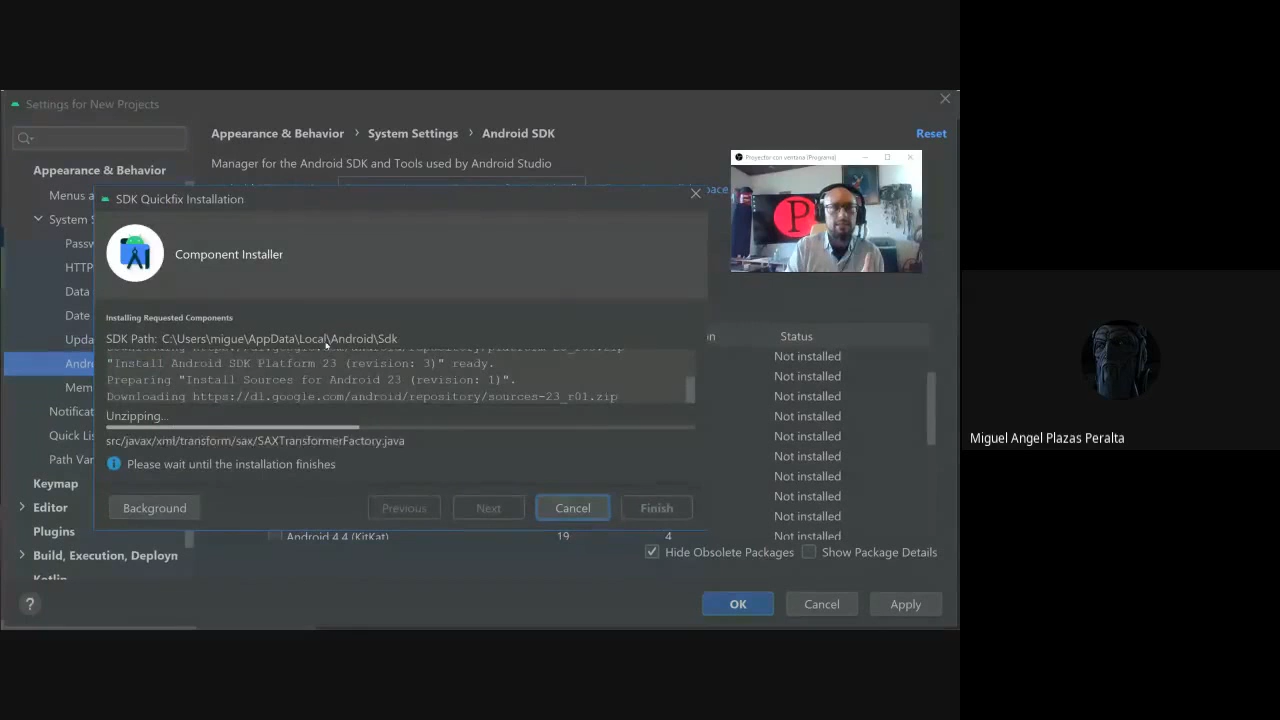 Settings for New Projects
Appearance & Behavior › System Settings › Android SDK
Reset
Manager for the Android SDK and Tools used by Android Studio
Appearance & Behavior
Menus a
System S
Passw
HTTP
Data
Date
Upda
Andro
Mem
Notificat
Quick Lis
Path Var
Keymap
Editor
Plugins
Build, Execution, Deploym
Kotlin
SDK Quickfix Installation
Component Installer
Installing Requested Components
SDK Path: C:\Users\migue\AppData\Local\Android\Sdk
"Install Android SDK Platform 23 (revision: 3)" ready.
Preparing "Install Sources for Android 23 (revision: 1)".
Downloading https://dl.google.com/android/repository/sources-23_r01.zip
Unzipping...
src/javax/xml/transform/sax/SAXTransformerFactory.java
Please wait until the installation finishes
Background
Previous
Next
Cancel
Finish
Proyector con ventana (Programa)
P
space
n
Status
Not installed
Not installed
Not installed
Not installed
Not installed
Not installed
Not installed
Not installed
Not installed
Android 4.4 (KitKat) 19 4 Not installed
Hide Obsolete Packages
Show Package Details
?
OK
Cancel
Apply
Miguel Angel Plazas Peralta